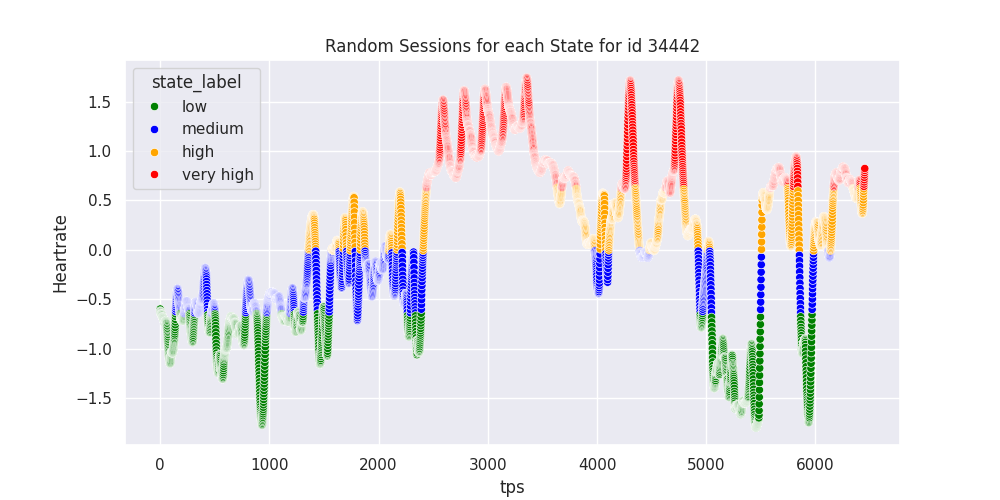 Random Sessions for each State for id 34442
state_label
low
medium
high
very high
Heartrate
1.5
1.0
0.5
0.0
−0.5
−1.0
−1.5
0 1000 2000 3000 4000 5000 6000
tps